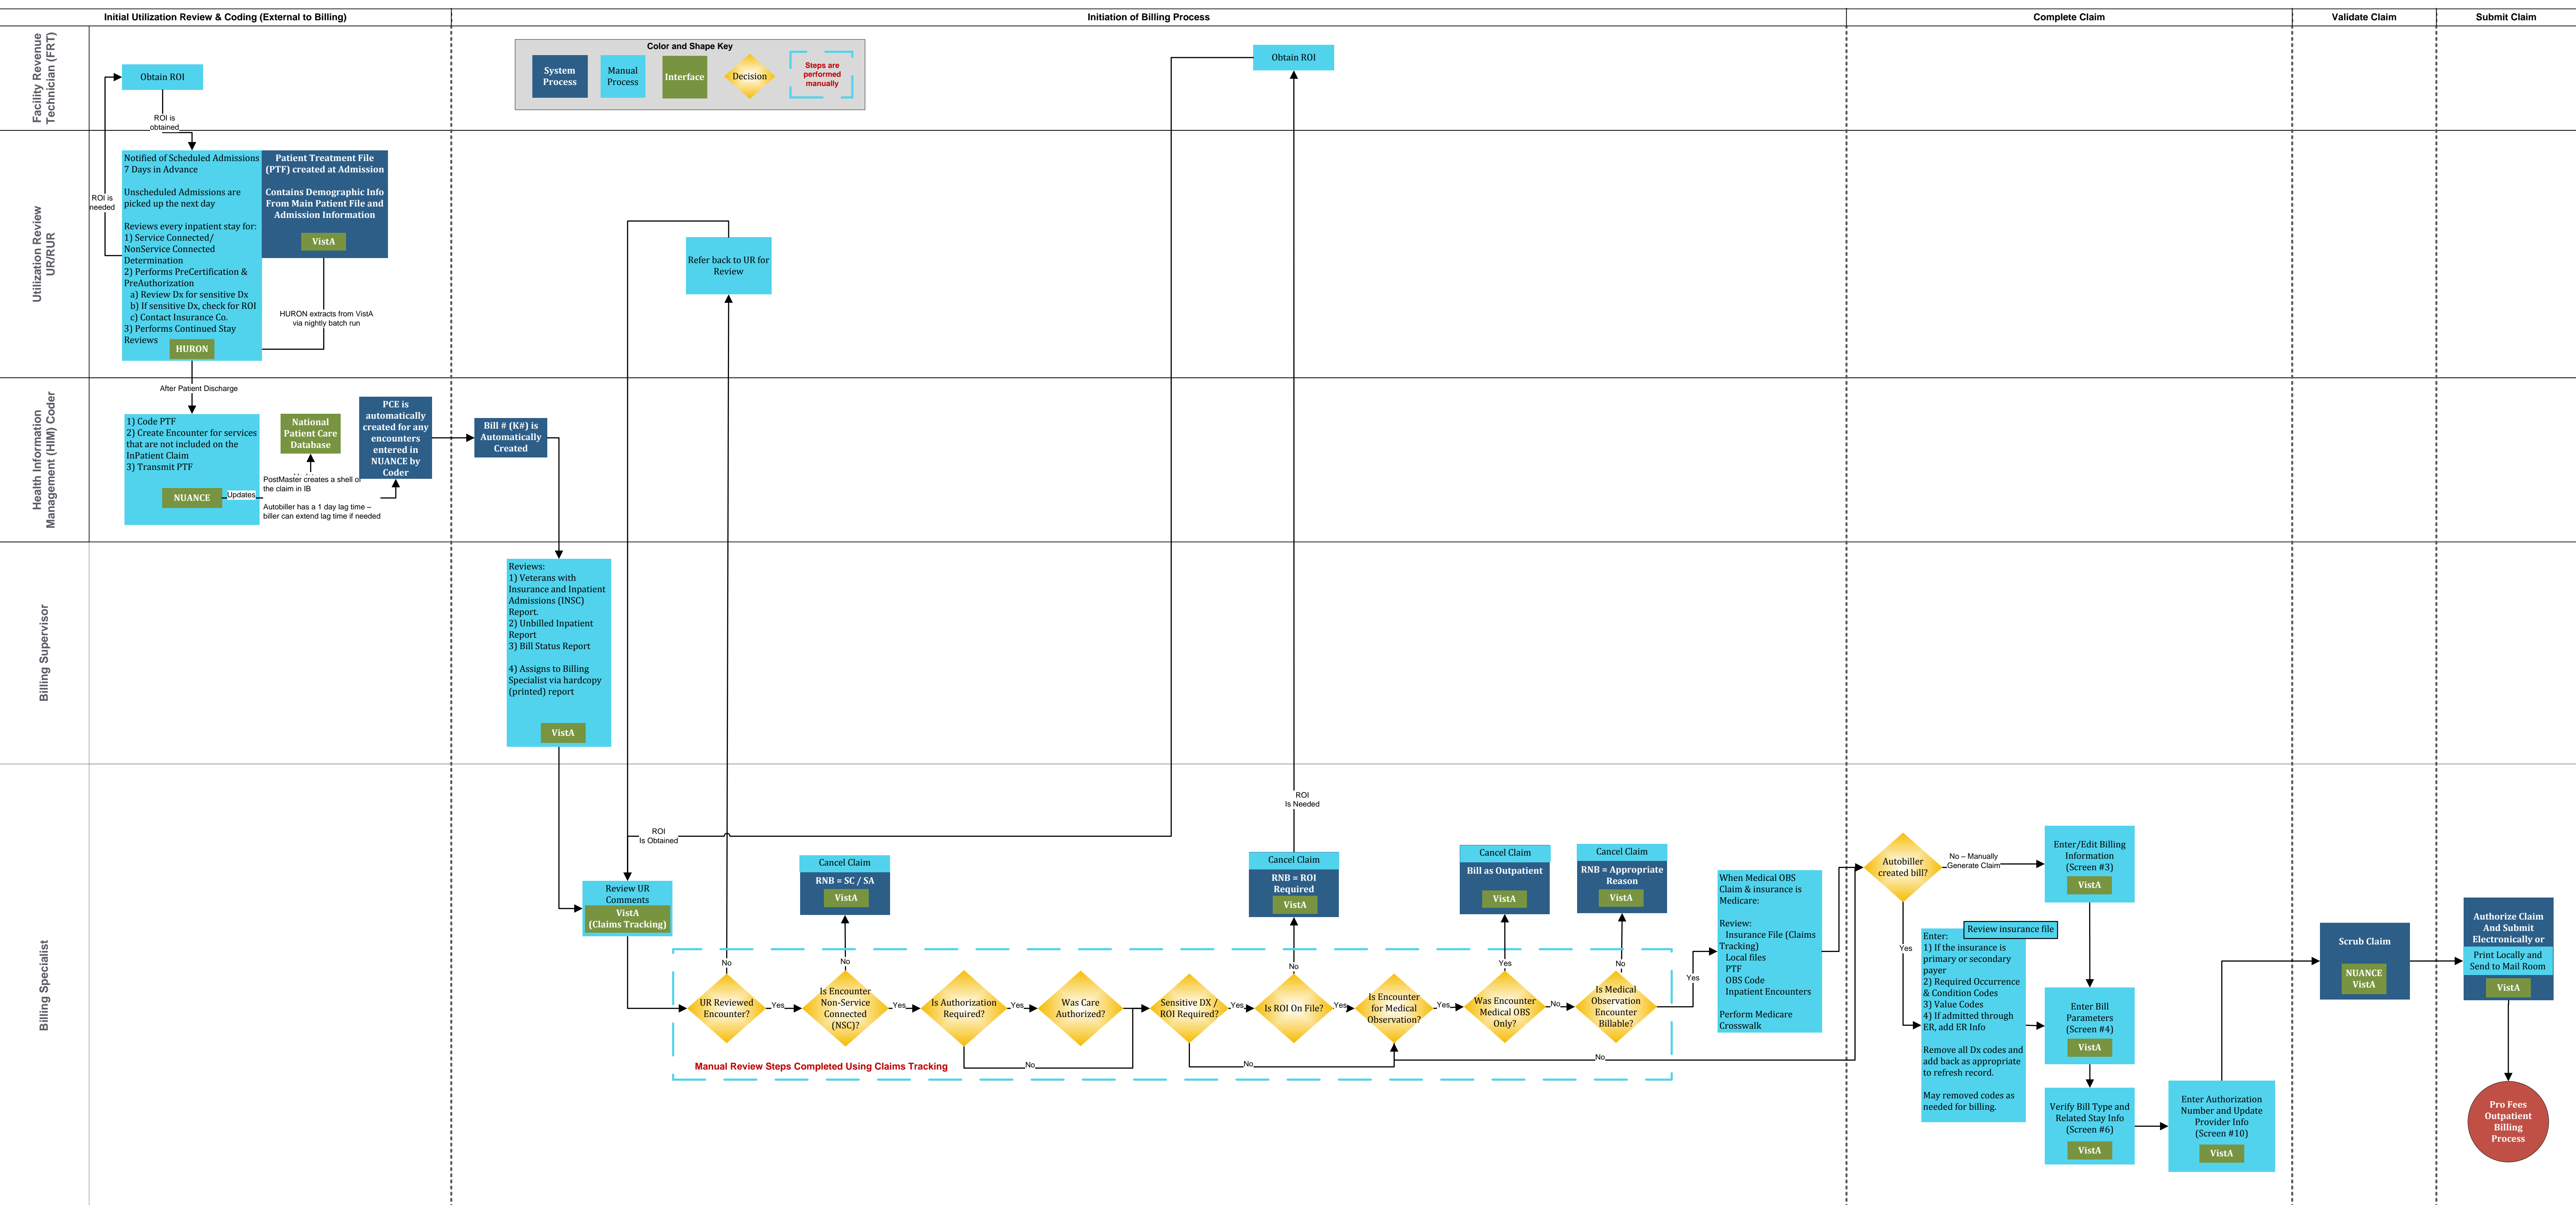 Initial Utilization Review & Coding (External to Billing)
Initiation of Billing Process
Complete Claim
Validate Claim
Submit Claim
Facility Revenue
Technician (FRT)
Obtain ROI
ROI is
obtained
ROI is
needed
Color and Shape Key
System
Process
Manual
Process
Interface
Decision
Steps are
performed
manually
Obtain ROI
Utilization Review
UR/RUR
Notified of Scheduled Admissions
7 Days in Advance
Unscheduled Admissions are
picked up the next day
Reviews every inpatient stay for:
1) Service Connected/
NonService Connected
Determination
2) Performs PreCertification &
PreAuthorization
a) Review Dx for sensitive Dx
b) If sensitive Dx, check for ROI
c) Contact Insurance Co.
3) Performs Continued Stay
Reviews
HURON
Patient Treatment File
(PTF) created at Admission
Contains Demographic Info
From Main Patient File and
Admission Information
VistA
HURON extracts from VistA
via nightly batch run
Refer back to UR for
Review
Health Information
Management (HIM) Coder
After Patient Discharge
1) Code PTF
2) Create Encounter for services
that are not included on the
InPatient Claim
3) Transmit PTF
NUANCE
Updates
National
Patient Care
Database
PostMaster creates a shell of
the claim in IB
Autobiller has a 1 day lag time –
biller can extend lag time if needed
PCE is
automatically
created for any
encounters
entered in
NUANCE by
Coder
Bill # (K#) is
Automatically
Created
Billing Supervisor
Reviews:
1) Veterans with
Insurance and Inpatient
Admissions (INSC)
Report.
2) Unbilled Inpatient
Report
3) Bill Status Report
4) Assigns to Billing
Specialist via hardcopy
(printed) report
VistA
Billing Specialist
ROI
Is Obtained
ROI
Is Needed
Review UR
Comments
VistA
(Claims Tracking)
Cancel Claim
RNB = SC / SA
VistA
Cancel Claim
RNB = ROI
Required
VistA
Cancel Claim
Bill as Outpatient
VistA
Cancel Claim
RNB = Appropriate
Reason
VistA
No
No
No
Yes
No
UR Reviewed
Encounter?
Yes
Is Encounter
Non-Service
Connected
(NSC)?
Yes
Is Authorization
Required?
Yes
Was Care
Authorized?
Sensitive DX /
ROI Required?
Yes
Is ROI On File?
Yes
Is Encounter
for Medical
Observation?
Yes
Was Encounter
Medical OBS
Only?
No
Is Medical
Observation
Encounter
Billable?
Yes
No
No
No
Manual Review Steps Completed Using Claims Tracking
When Medical OBS
Claim & insurance is
Medicare:
Review:
Insurance File (Claims
Tracking)
Local files
PTF
OBS Code
Inpatient Encounters
Perform Medicare
Crosswalk
Autobiller
created bill?
No – Manually
Generate Claim
Yes
Enter/Edit Billing
Information
(Screen #3)
VistA
Review insurance file
Enter:
1) If the insurance is
primary or secondary
payer
2) Required Occurrence
& Condition Codes
3) Value Codes
4) If admitted through
ER, add ER Info
Remove all Dx codes and
add back as appropriate
to refresh record.
May removed codes as
needed for billing.
Enter Bill
Parameters
(Screen #4)
VistA
Verify Bill Type and
Related Stay Info
(Screen #6)
VistA
Enter Authorization
Number and Update
Provider Info
(Screen #10)
VistA
Scrub Claim
NUANCE
VistA
Authorize Claim
And Submit
Electronically or
Print Locally and
Send to Mail Room
VistA
Pro Fees
Outpatient
Billing
Process